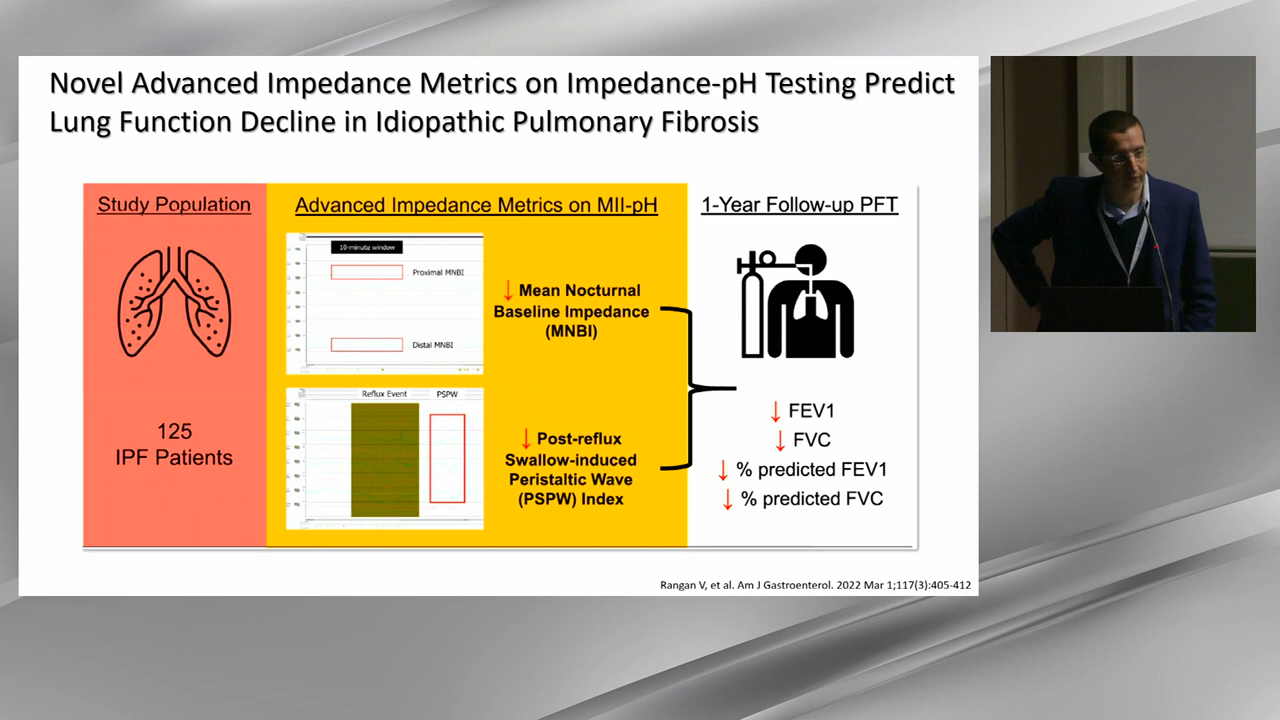 Novel Advanced Impedance Metrics on Impedance-pH Testing Predict
Lung Function Decline in Idiopathic Pulmonary Fibrosis
Study Population
125
IPF Patients
Advanced Impedance Metrics on MII-pH
10-minute window
Proximal MNBI
Distal MNBI
↓ Mean Nocturnal
Baseline Impedance
(MNBI)
Reflux Event
PSPW
↓ Post-reflux
Swallow-induced
Peristaltic Wave
(PSPW) Index
1-Year Follow-up PFT
↓ FEV1
↓ FVC
↓ % predicted FEV1
↓ % predicted FVC
Rangan V, et al. Am J Gastroenterol. 2022 Mar 1;117(3):405-412